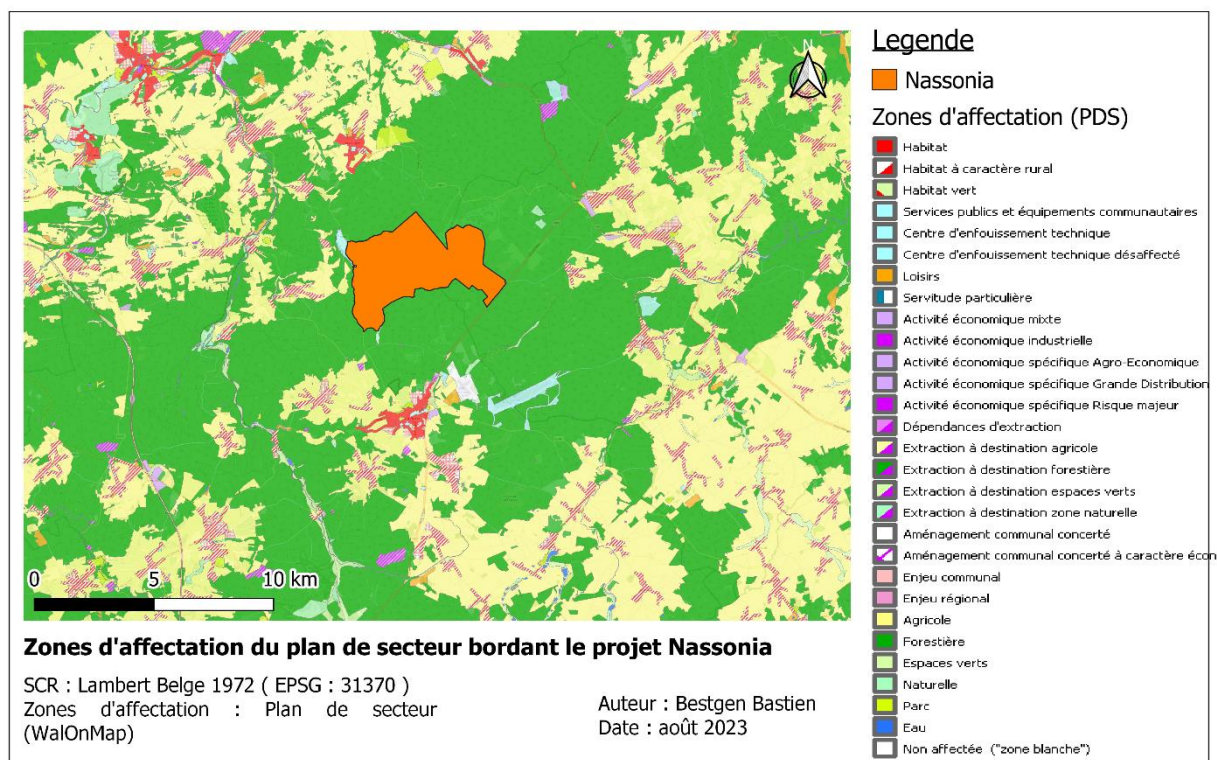 N
0
5
10 km
Legende
Nassonia
Zones d'affectation (PDS)
Habitat
Habitat à caractère rural
Habitat vert
Services publics et équipements communautaires
Centre d'enfouissement technique
Centre d'enfouissement technique désaffecté
Loisirs
Servitude particulière
Activité économique mixte
Activité économique industrielle
Activité économique spécifique Agro-Economique
Activité économique spécifique Grande Distribution
Activité économique spécifique Risque majeur
Dépendances d'extraction
Extraction à destination agricole
Extraction à destination forestière
Extraction à destination espaces verts
Extraction à destination zone naturelle
Aménagement communal concerté
Aménagement communal concerté à caractère écon
Enjeu communal
Enjeu régional
Agricole
Forestière
Espaces verts
Naturelle
Parc
Eau
Non affectée ("zone blanche")
Zones d'affectation du plan de secteur bordant le projet Nassonia
SCR : Lambert Belge 1972 ( EPSG : 31370 )
Zones d'affectation : Plan de secteur
(WalOnMap)
Auteur : Bestgen Bastien
Date : août 2023